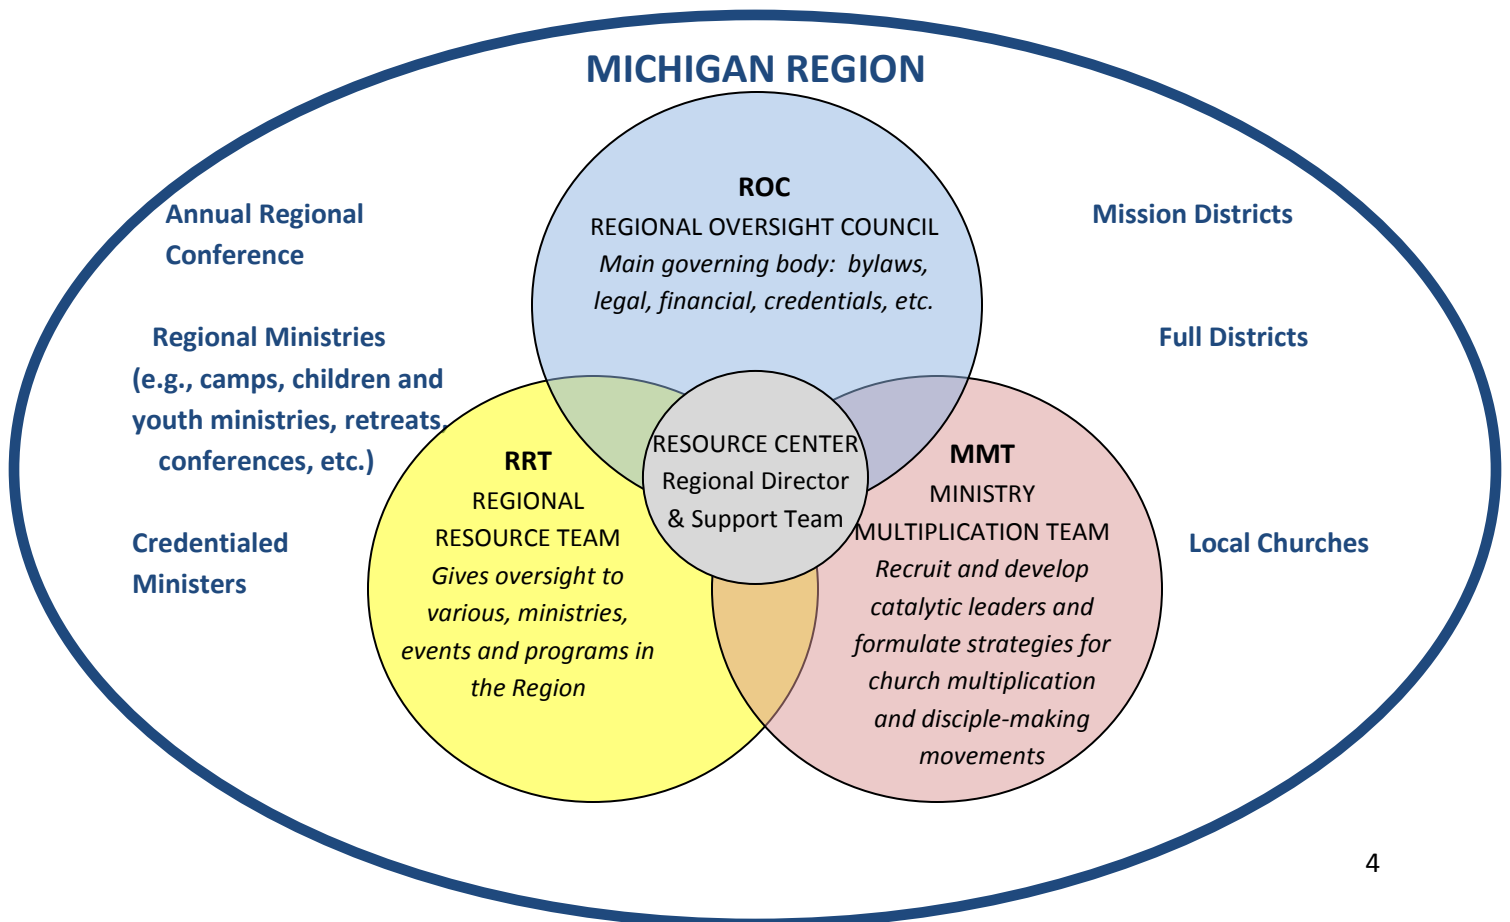 MICHIGAN REGION
Annual Regional
Conference
Regional Ministries
(e.g., camps, children and
youth ministries, retreats,
conferences, etc.)
Credentialed
Ministers
ROC
REGIONAL OVERSIGHT COUNCIL
Main governing body:  bylaws,
legal, financial, credentials, etc.
RESOURCE CENTER
Regional Director
& Support Team
RRT
REGIONAL
RESOURCE TEAM
Gives oversight to
various, ministries,
events and programs in
the Region
MMT
MINISTRY
MULTIPLICATION TEAM
Recruit and develop
catalytic leaders and
formulate strategies for
church multiplication
and disciple-making
movements
Mission Districts
Full Districts
Local Churches
4